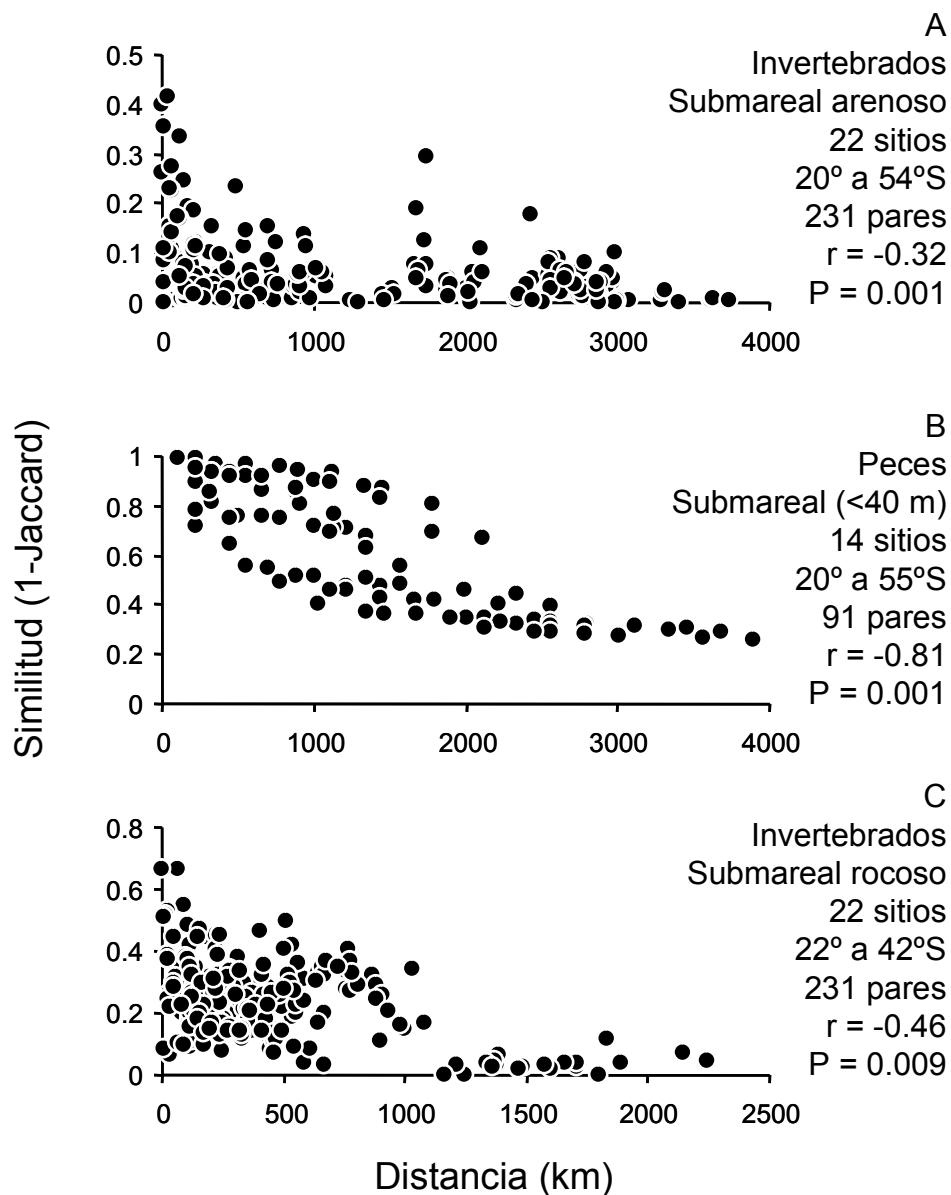 A
Invertebrados
Submareal arenoso
22 sitios
20º a 54ºS
231 pares
r = -0.32
P = 0.001
0.5
0.4
0.3
0.2
0.1
0
0 1000 2000 3000 4000
Similitud (1-Jaccard)
B
Peces
Submareal (<40 m)
14 sitios
20º a 55ºS
91 pares
r = -0.81
P = 0.001
1
0.8
0.6
0.4
0.2
0
0 1000 2000 3000 4000
C
Invertebrados
Submareal rocoso
22 sitios
22º a 42ºS
231 pares
r = -0.46
P = 0.009
0.8
0.6
0.4
0.2
0
0 500 1000 1500 2000 2500
Distancia (km)